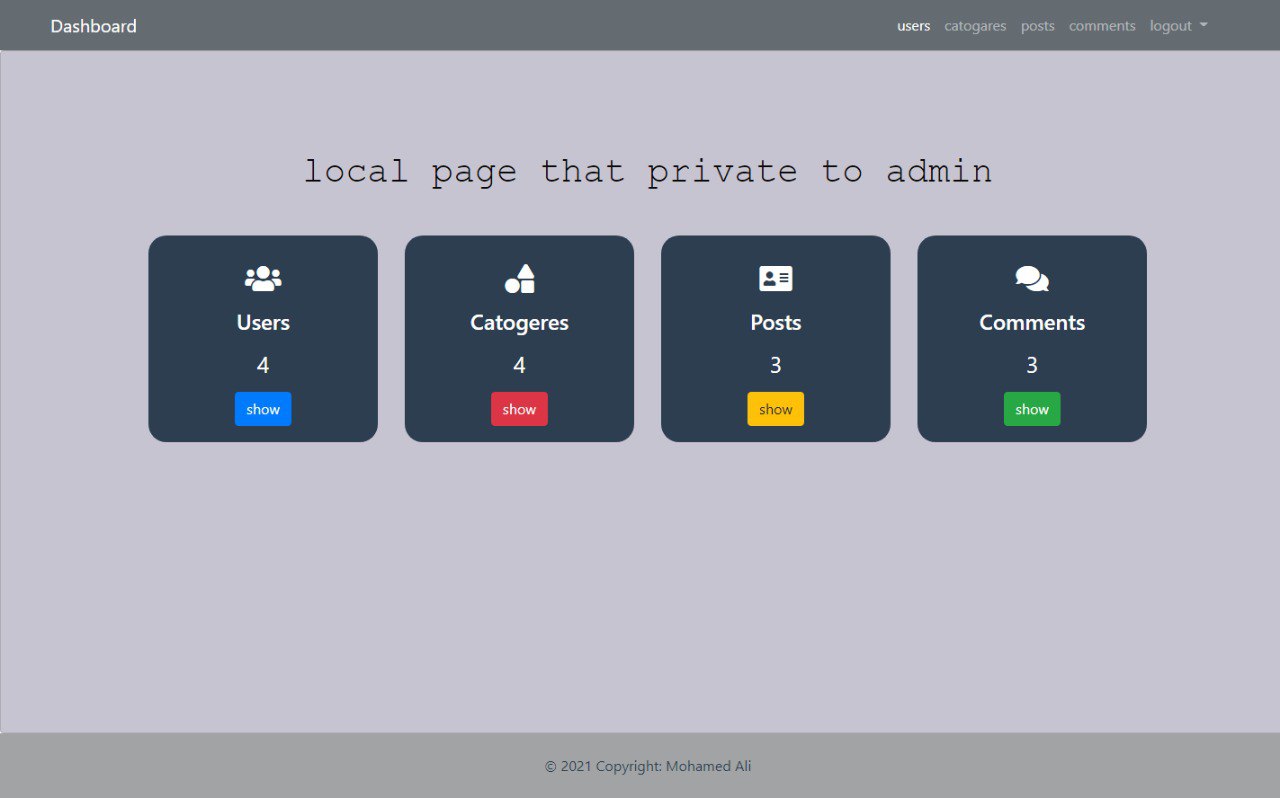 Dashboard users catogares posts comments logout
local page that private to admin
Users
4
show
Catogeres
4
show
Posts
3
show
Comments
3
show
© 2021 Copyright: Mohamed Ali